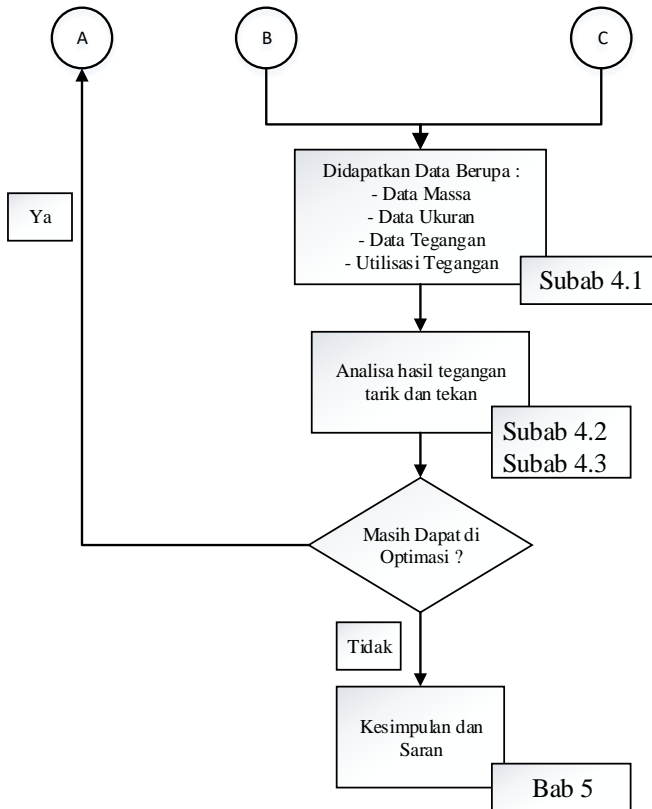 A
B
C
Didapatkan Data Berupa :
- Data Massa
- Data Ukuran
- Data Tegangan
- Utilisasi Tegangan
Subab 4.1
Ya
Analisa hasil tegangan
tarik dan tekan
Subab 4.2
Subab 4.3
Masih Dapat di
Optimasi ?
Tidak
Kesimpulan dan
Saran
Bab 5